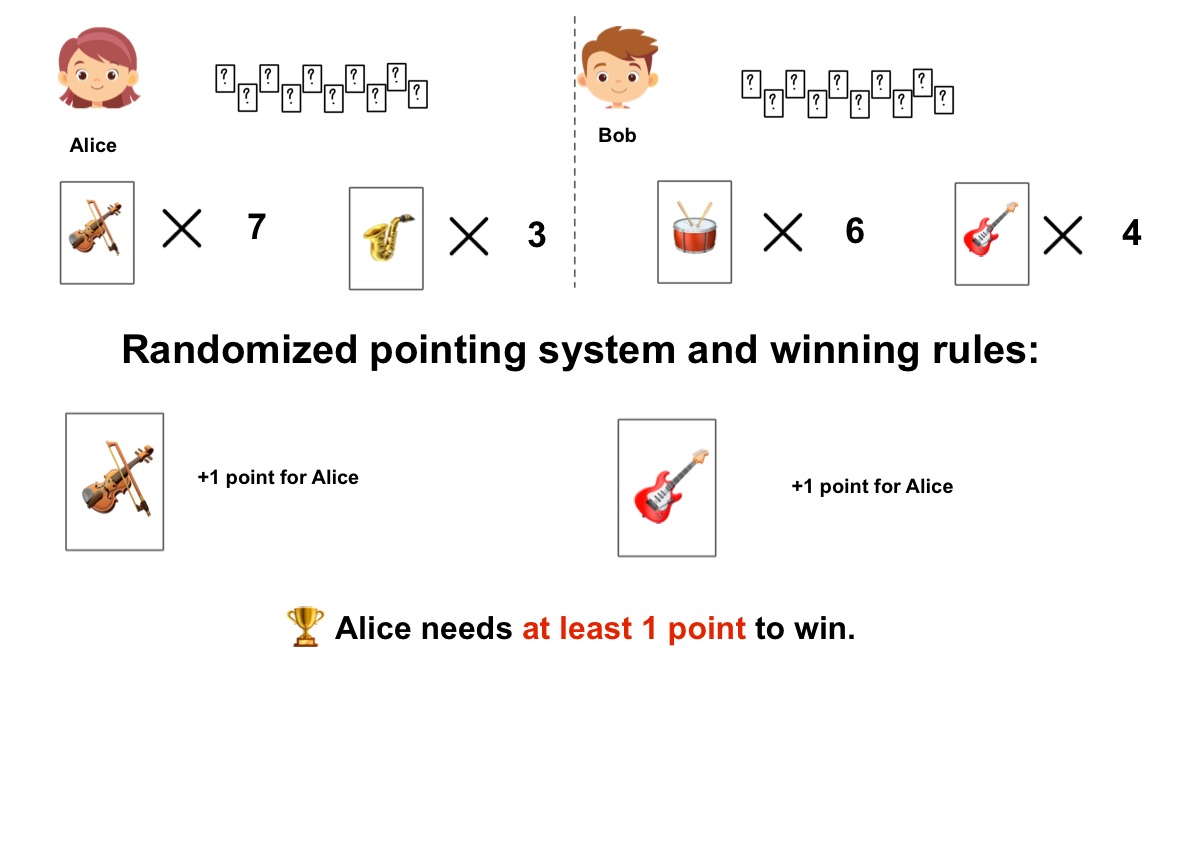 ? ? ? ? ? ? ? ? ? ?
? ? ? ? ? ? ? ? ? ?
Alice
Bob
7
3
6
4
Randomized pointing system and winning rules:
+1 point for Alice
+1 point for Alice
Alice needs at least 1 point to win.